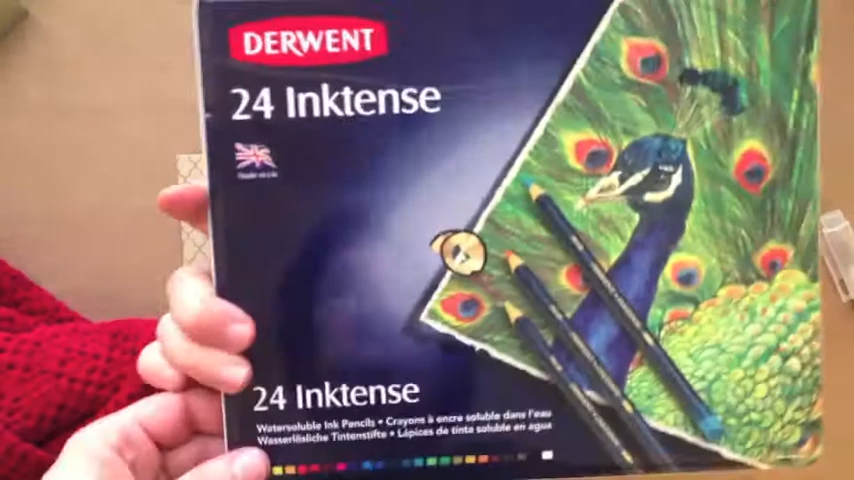 DERWENT
24 Inktense
24 Inktense
Watersoluble Ink Pencils • Crayons à encre soluble dans l'eau
Wasserlösliche Tintenstifte • Lápices de tinta soluble en agua